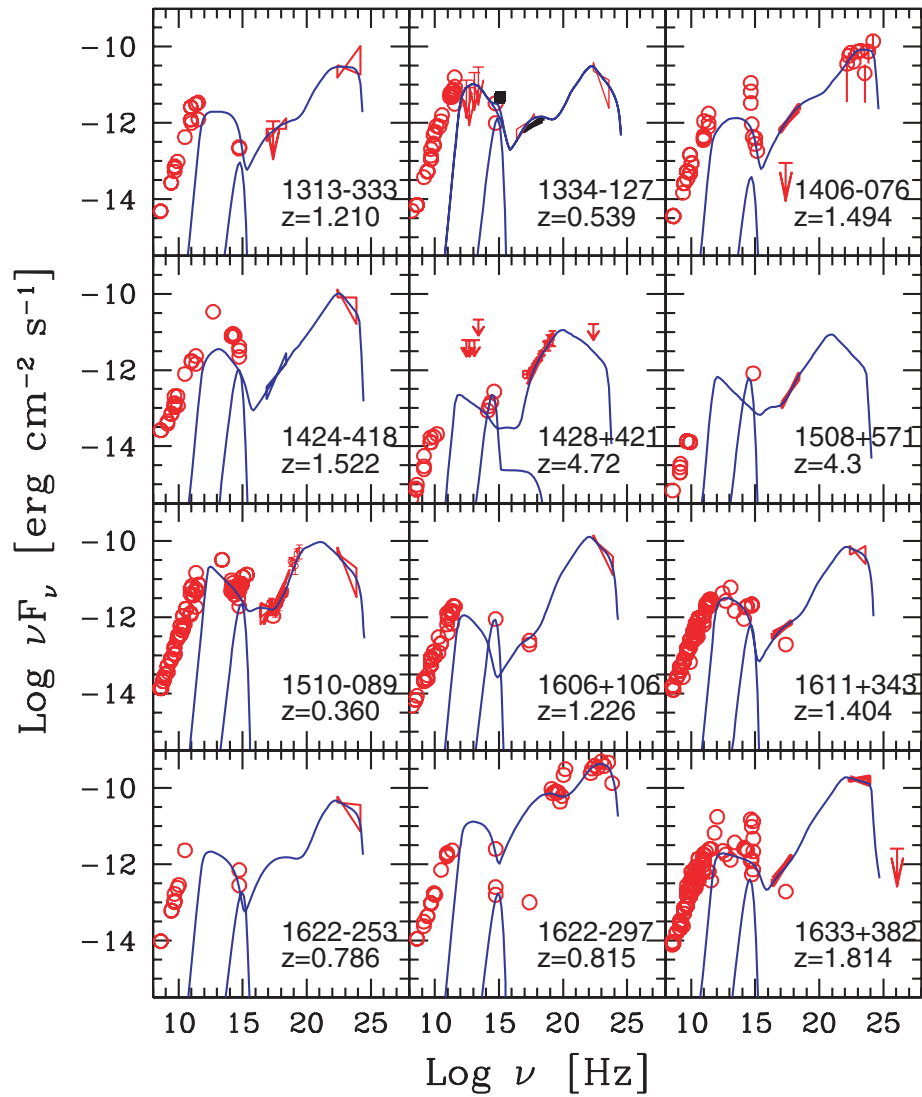 -10
-12
-14
1313-333
z=1.210
1334-127
z=0.539
1406-076
z=1.494
-10
-12
-14
1424-418
z=1.522
1428+421
z=4.72
1508+571
z=4.3
-10
-12
-14
1510-089
z=0.360
1606+106
z=1.226
1611+343
z=1.404
-10
-12
-14
1622-253
z=0.786
1622-297
z=0.815
1633+382
z=1.814
10 15 20 25 10 15 20 25 10 15 20 25
Log ν [Hz]
Log νFν [erg cm⁻² s⁻¹]